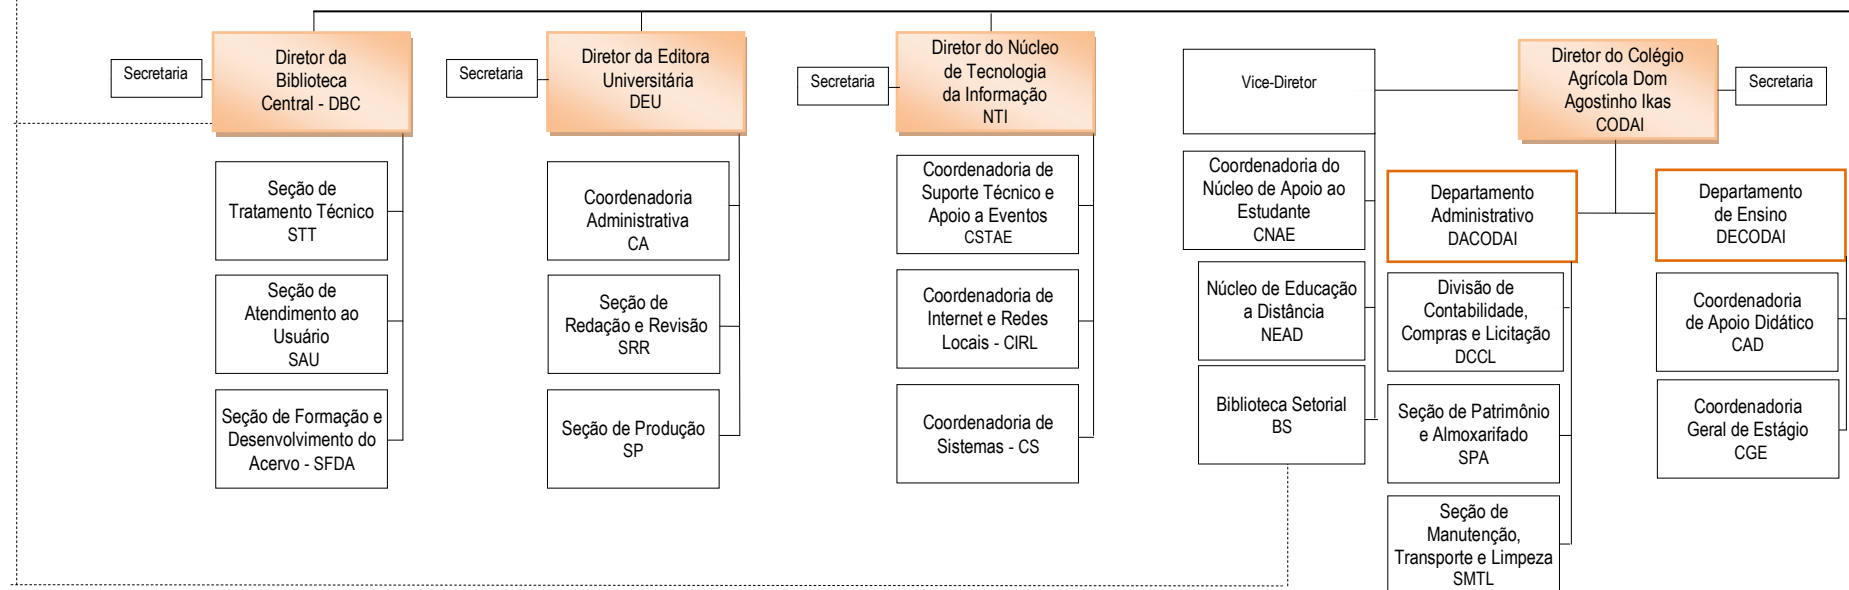 Secretaria
Diretor da
Biblioteca
Central - DBC
Seção de
Tratamento Técnico
STT
Seção de
Atendimento ao
Usuário
SAU
Seção de Formação e
Desenvolvimento do
Acervo - SFDA
Secretaria
Diretor da Editora
Universitária
DEU
Coordenadoria
Administrativa
CA
Seção de
Redação e Revisão
SRR
Seção de Produção
SP
Secretaria
Diretor do Núcleo
de Tecnologia
da Informação
NTI
Coordenadoria de
Suporte Técnico e
Apoio a Eventos
CSTAE
Coordenadoria de
Internet e Redes
Locais - CIRL
Coordenadoria de
Sistemas - CS
Vice-Diretor
Coordenadoria do
Núcleo de Apoio ao
Estudante
CNAE
Núcleo de Educação
a Distância
NEAD
Biblioteca Setorial
BS
Diretor do Colégio
Agrícola Dom
Agostinho Ikas
CODAI
Secretaria
Departamento
Administrativo
DACODAI
Divisão de
Contabilidade,
Compras e Licitação
DCCL
Seção de Patrimônio
e Almoxarifado
SPA
Seção de
Manutenção,
Transporte e Limpeza
SMTL
Departamento
de Ensino
DECODAI
Coordenadoria
de Apoio Didático
CAD
Coordenadoria
Geral de Estágio
CGE